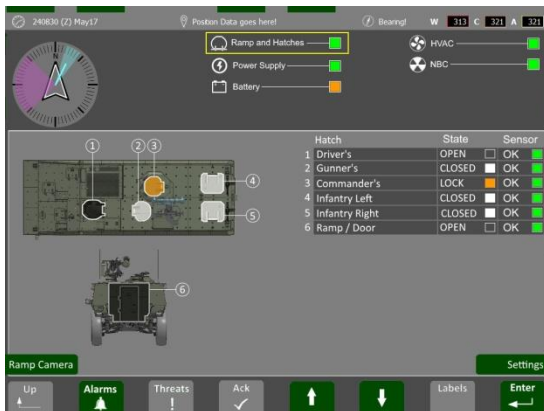 240830 (Z) May17 Position Data goes here! Bearing! W 313 C 321 A 321
Ramp and Hatches HVAC
Power Supply NBC
Battery
N
Hatch State Sensor
1 Driver's OPEN OK
2 Gunner's CLOSED OK
3 Commander's LOCK OK
4 Infantry Left CLOSED OK
5 Infantry Right CLOSED OK
6 Ramp / Door OPEN OK
1 2 3
4
5
6
Ramp Camera Settings
Up Alarms Threats Ack Labels Enter